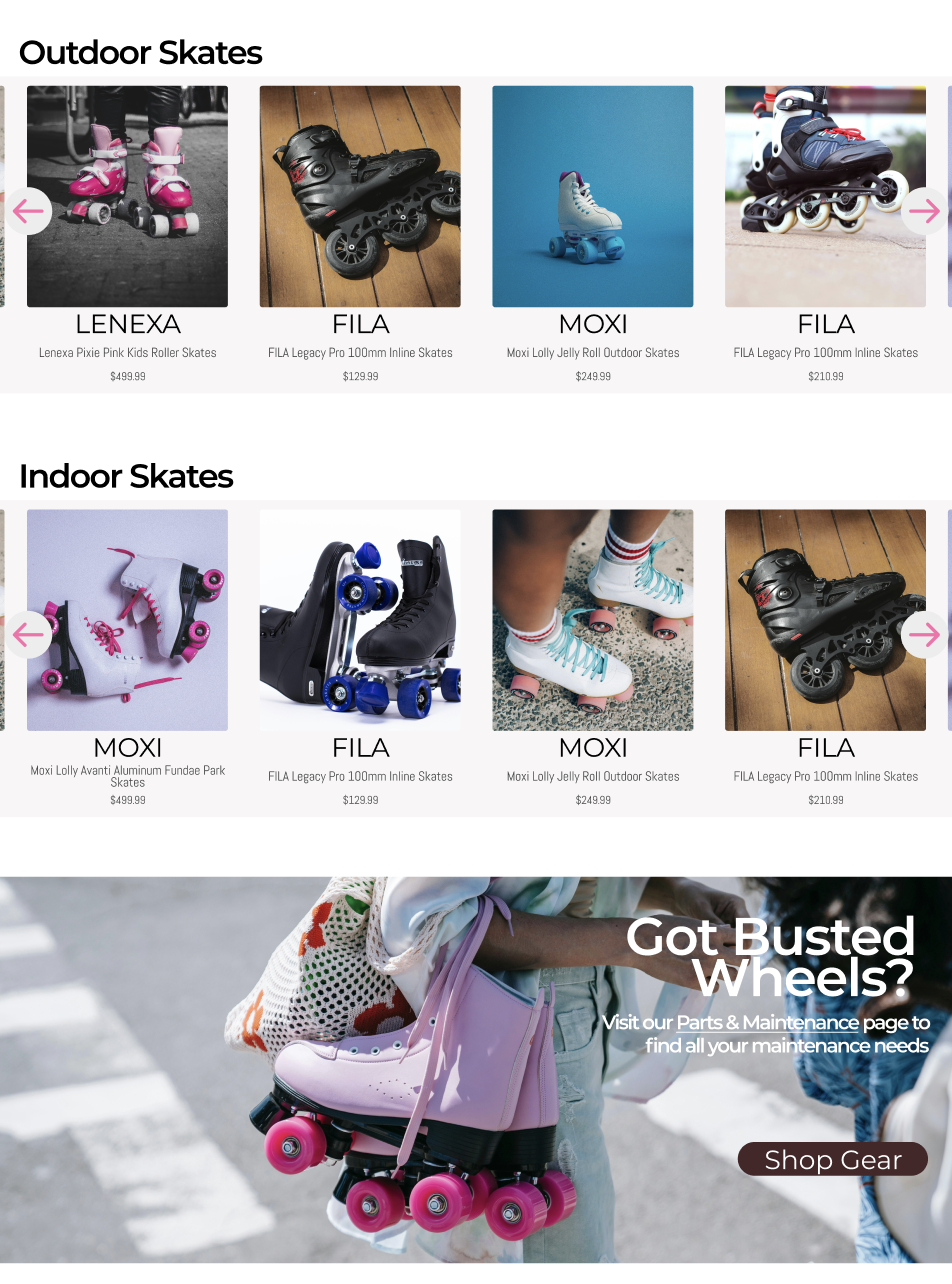 Outdoor Skates
LENEXA
FILA
MOXI
FILA
Lenexa Pixie Pink Kids Roller Skates
FILA Legacy Pro 100mm Inline Skates
Moxi Lolly Jelly Roll Outdoor Skates
FILA Legacy Pro 100mm Inline Skates
$499.99
$129.99
$249.99
$210.99
Indoor Skates
MOXI
FILA
MOXI
FILA
Moxi Lolly Avanti Aluminum Fundae Park
Skates
FILA Legacy Pro 100mm Inline Skates
Moxi Lolly Jelly Roll Outdoor Skates
FILA Legacy Pro 100mm Inline Skates
$499.99
$129.99
$249.99
$210.99
Got Busted
Wheels?
Visit our Parts & Maintenance page to
find all your maintenance needs
Shop Gear